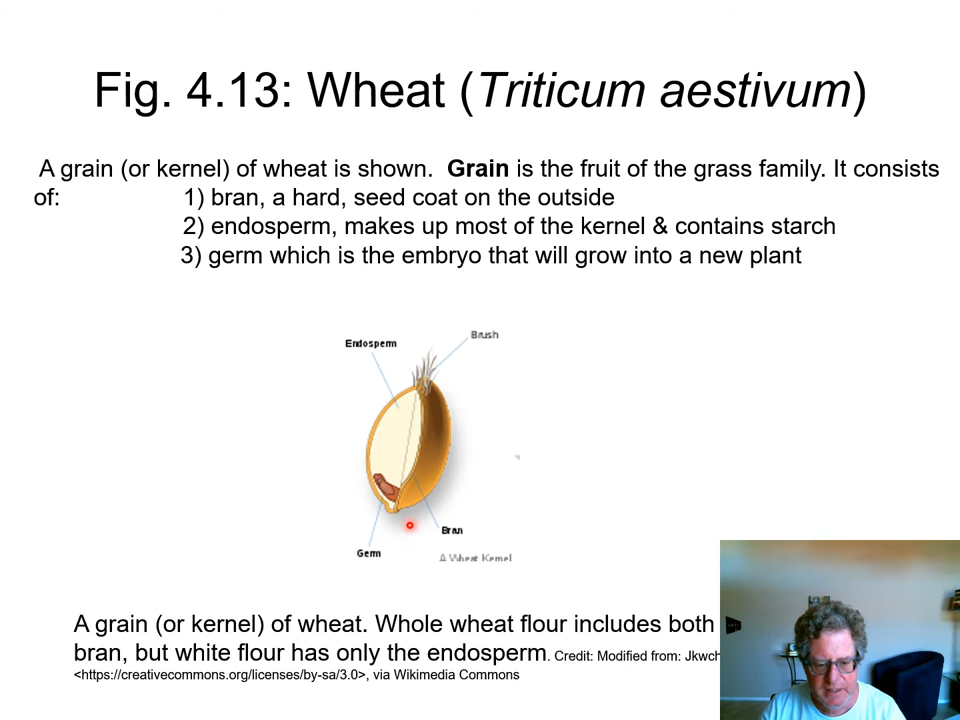 Fig. 4.13: Wheat (Triticum aestivum)
A grain (or kernel) of wheat is shown. Grain is the fruit of the grass family. It consists
of: 1) bran, a hard, seed coat on the outside
2) endosperm, makes up most of the kernel & contains starch
3) germ which is the embryo that will grow into a new plant
Brush
Endosperm
Bran
Germ
A Wheat Kernel
A grain (or kernel) of wheat. Whole wheat flour includes both
bran, but white flour has only the endosperm. Credit: Modified from: Jkwch
<https://creativecommons.org/licenses/by-sa/3.0>, via Wikimedia Commons